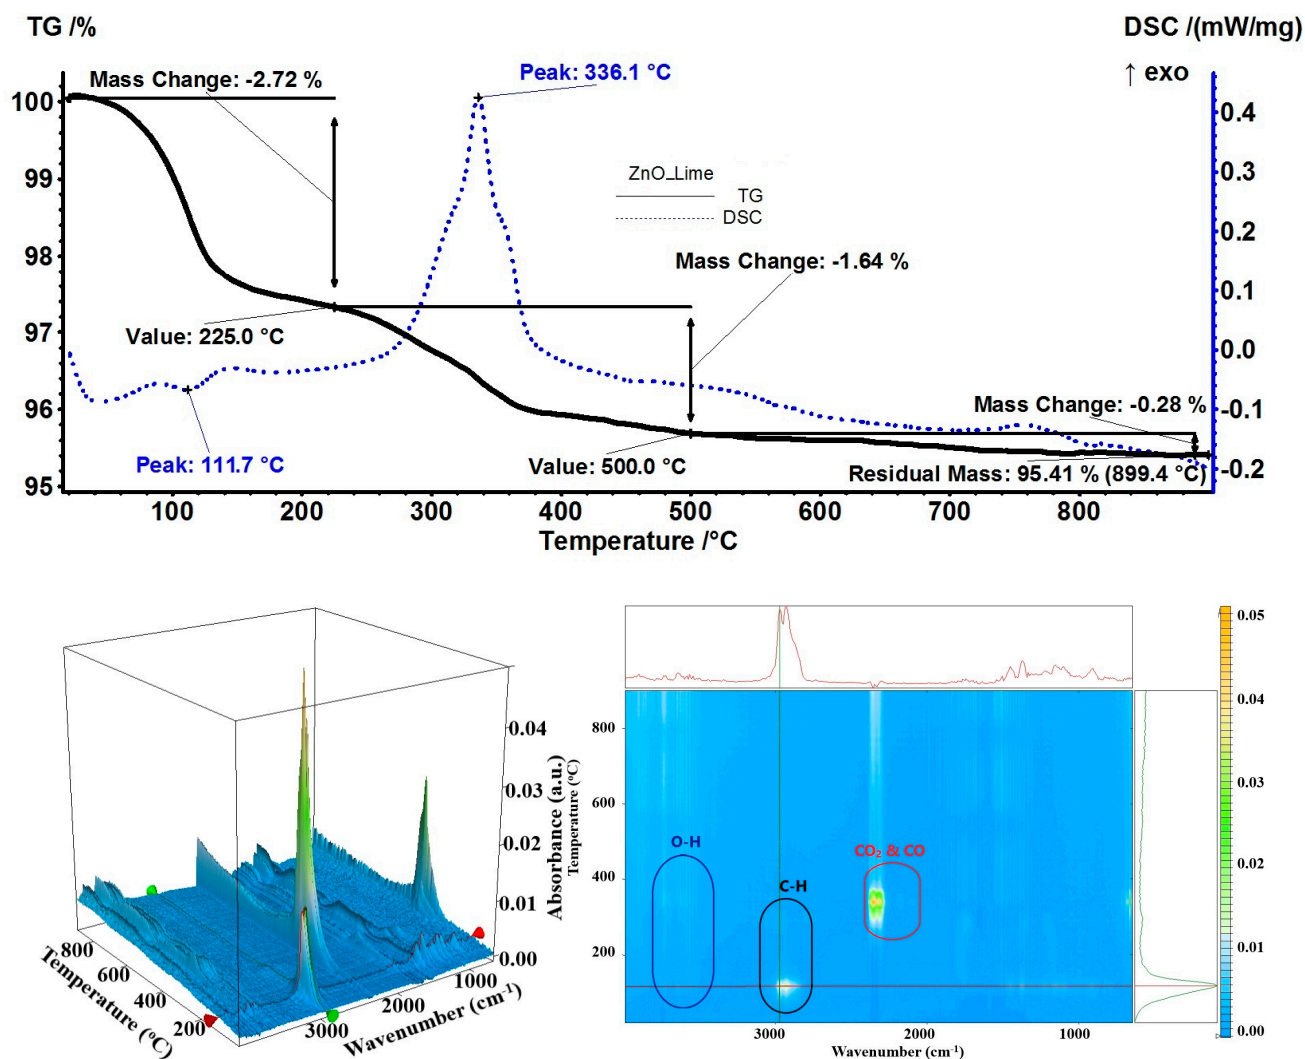 TG /%
DSC /(mW/mg)
↑ exo
Mass Change: -2.72 %
Peak: 336.1 °C
100
99
98
97
96
95
0.4
0.3
0.2
0.1
0.0
-0.1
-0.2
ZnO_Lime
TG
DSC
Mass Change: -1.64 %
Value: 225.0 °C
Mass Change: -0.28 %
Peak: 111.7 °C
Value: 500.0 °C
Residual Mass: 95.41 % (899.4 °C)
100 200 300 400 500 600 700 800
Temperature /°C
0.04
0.03
0.02
0.01
0.00
Absorbance (a.u.)
800
600
400
200
Temperature (°C)
3000
2000
1000
Wavenumber (cm-1)
Temperature (°C)
800
600
400
200
O-H
C-H
CO₂ & CO
3000 2000 1000
Wavenumber (cm-1)
0.05
0.04
0.03
0.02
0.01
0.00